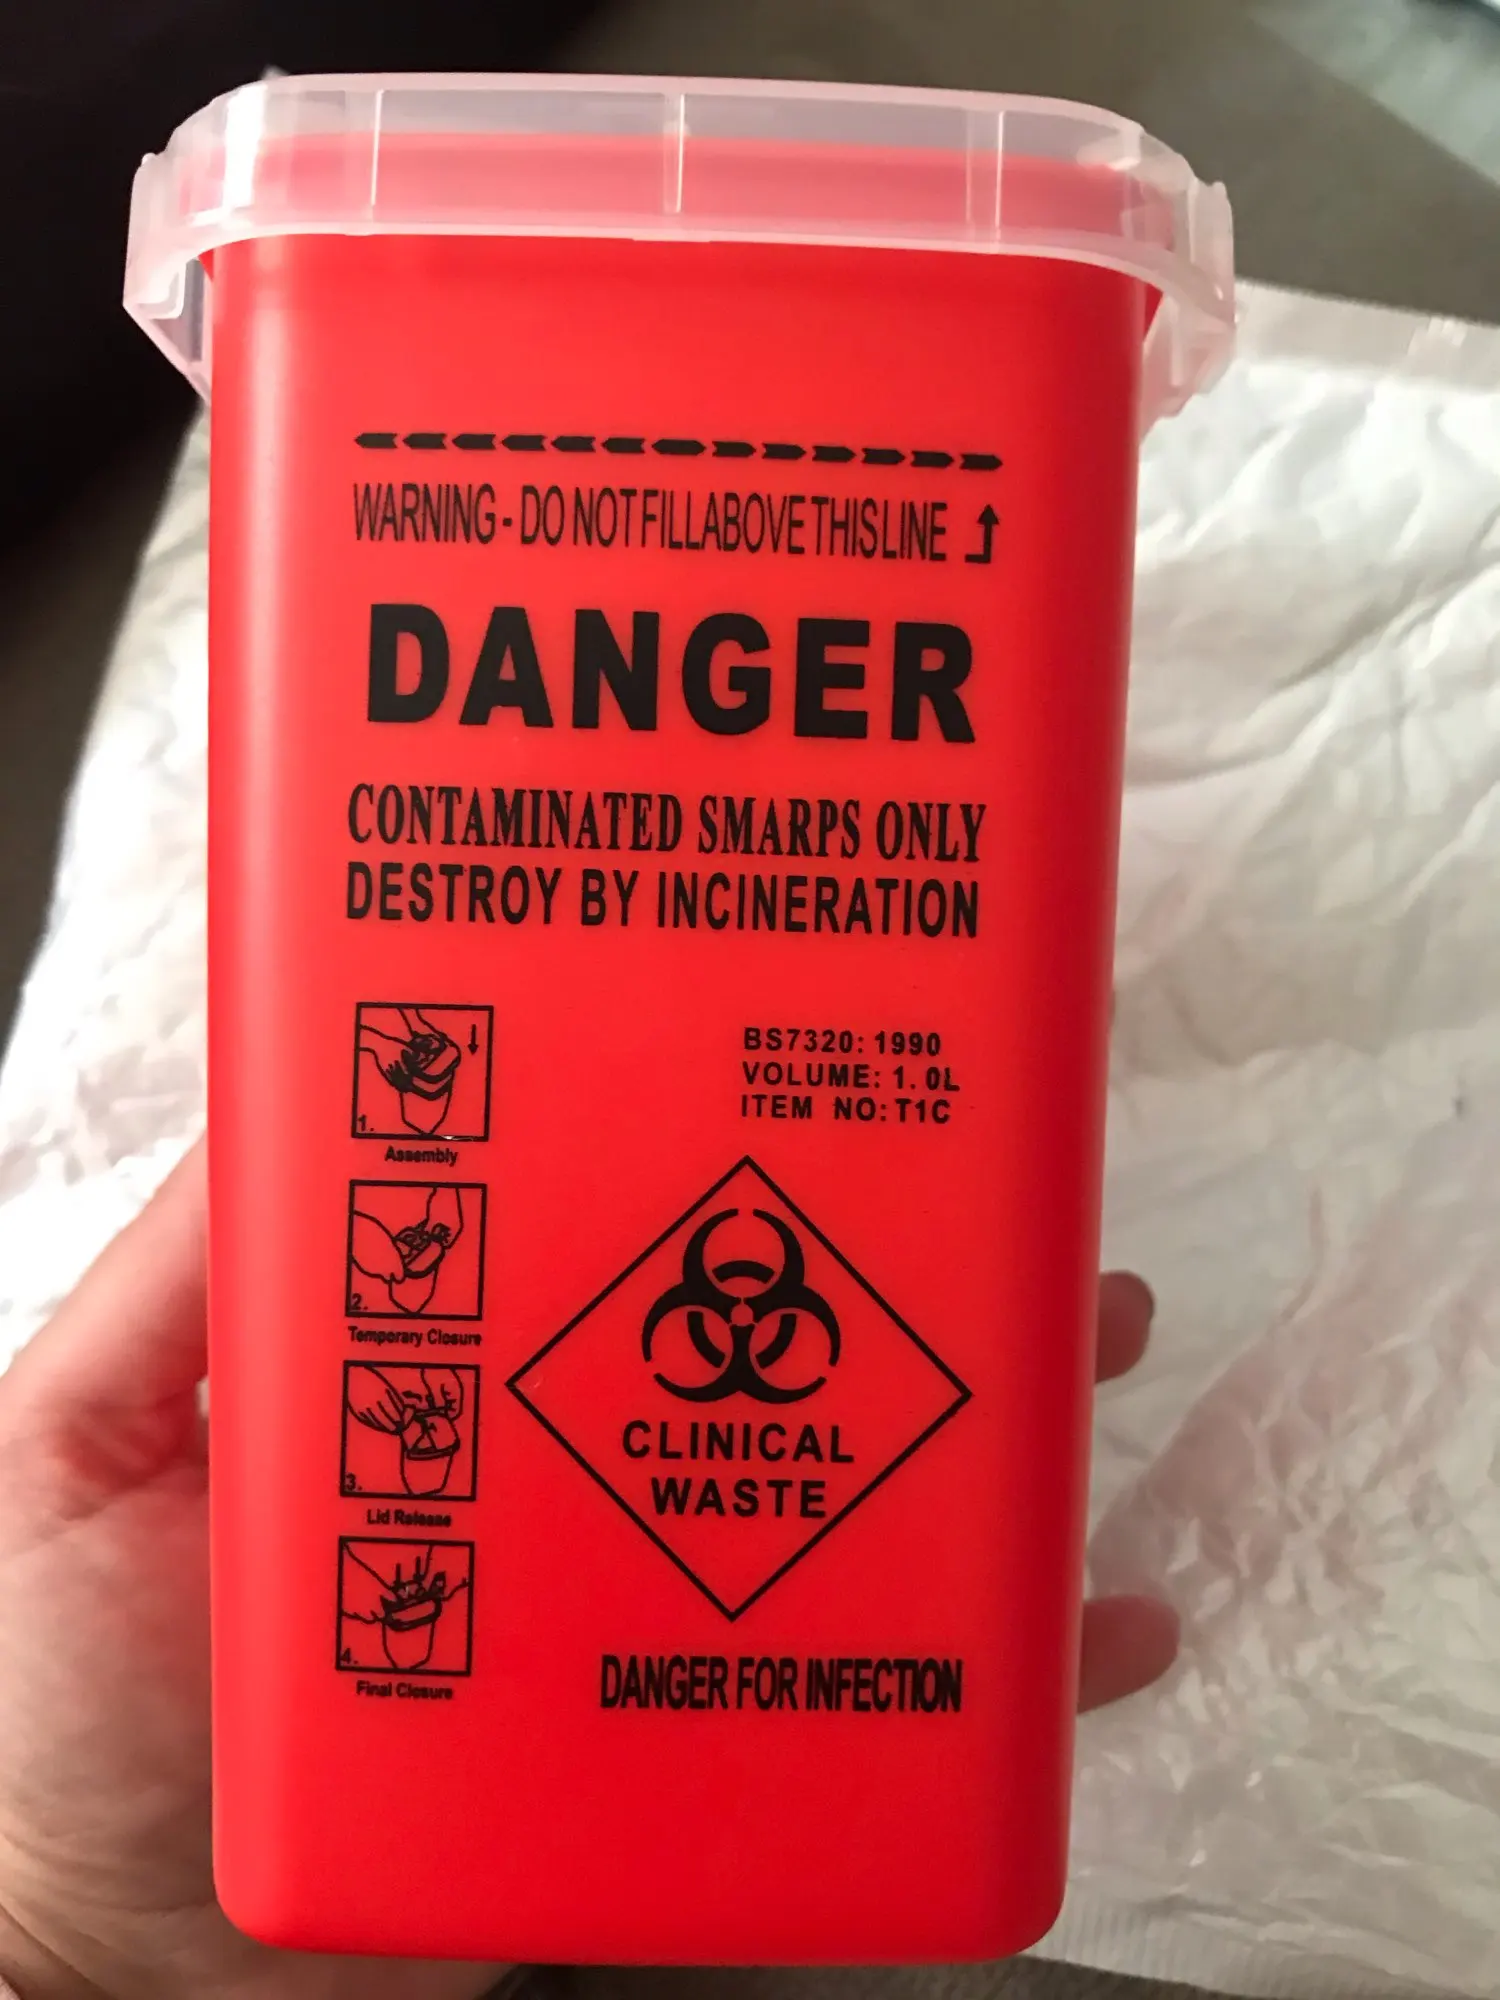 WARNING - DO NOT FILL ABOVE THIS LINE
DANGER
CONTAMINATED SMARPS ONLY
DESTROY BY INCINERATION
BS7320: 1990
VOLUME: 1.0L
ITEM NO: T1C
1.
Assembly
2.
Temporary Closure
3.
Lid Release
4.
Final Closure
CLINICAL
WASTE
DANGER FOR INFECTION